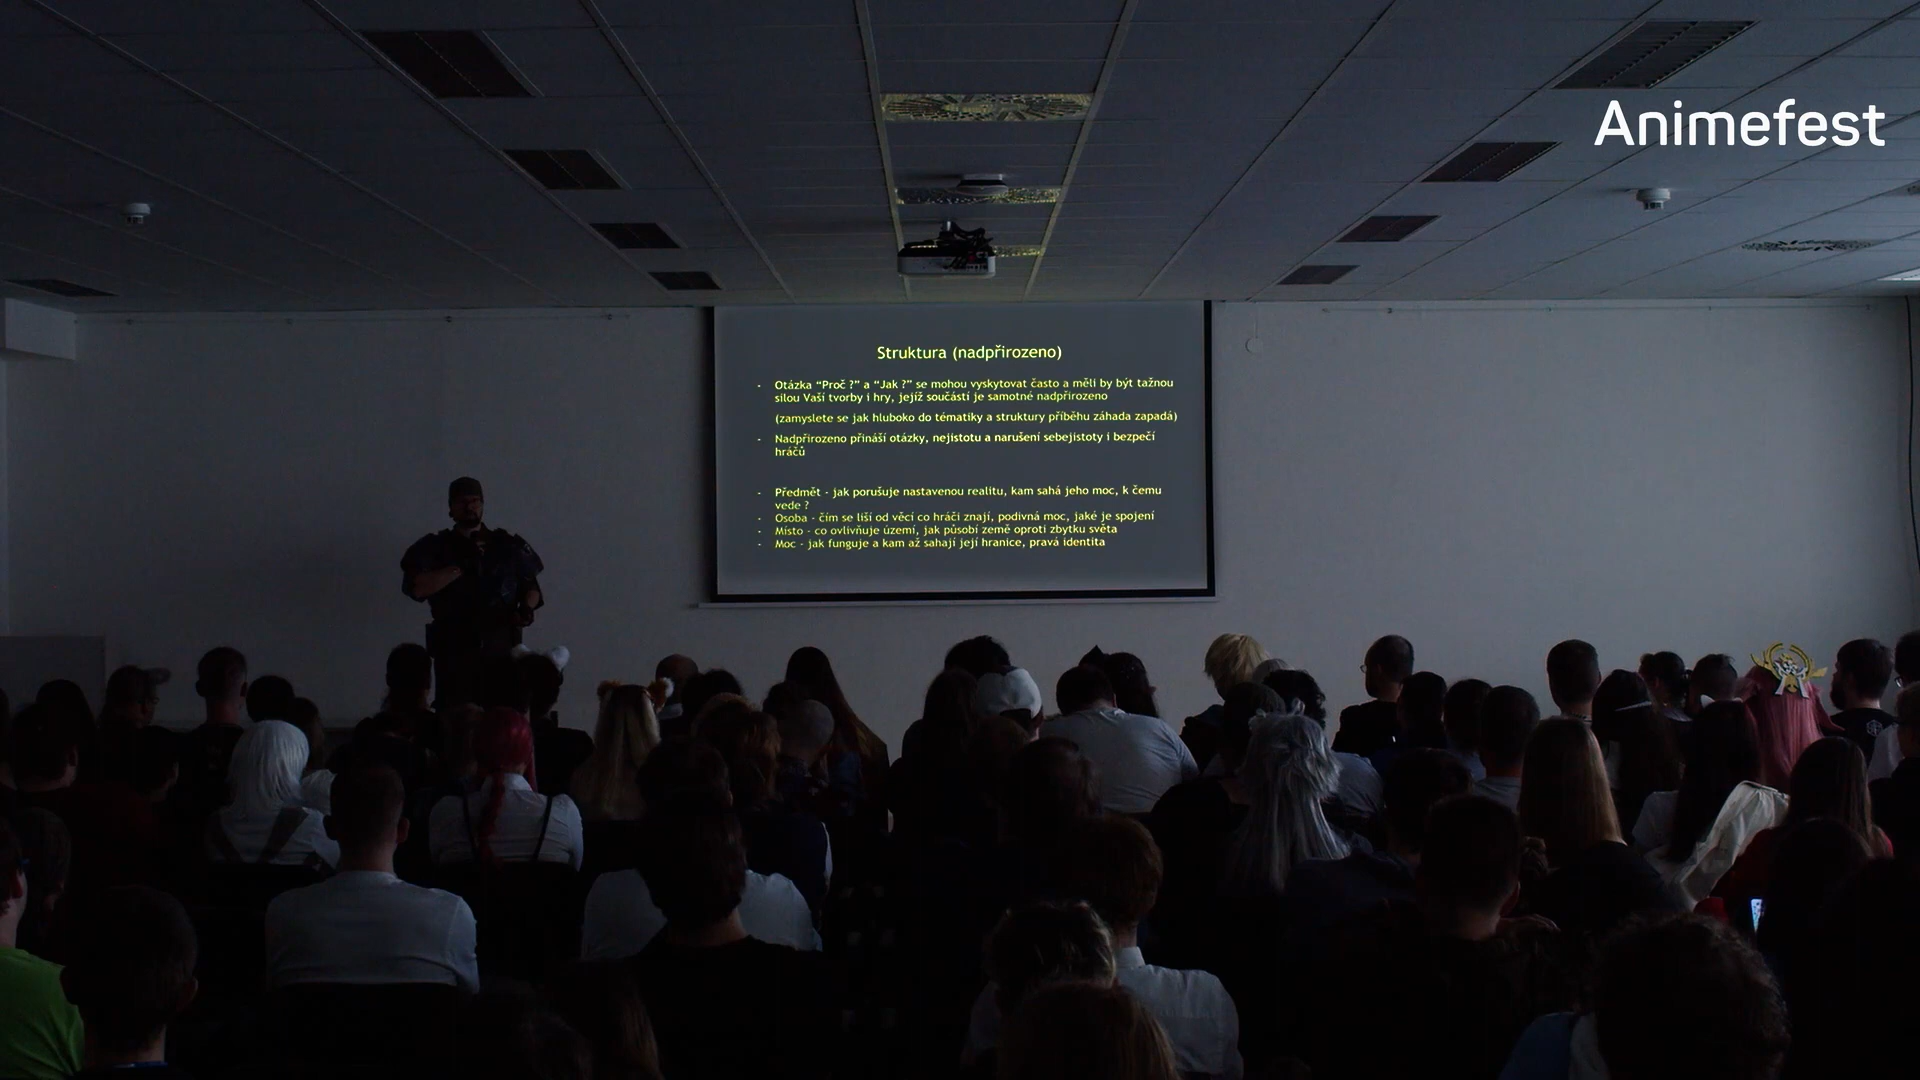 Animefest
Struktura (nadpřirozeno)
- Otázka “Proč ?” a “Jak ?” se mohou vyskytovat často a měli by být tažnou
silou Vaší tvorby i hry, jejíž součástí je samotné nadpřirozeno
(zamyslete se jak hluboko do tématiky a struktury příběhu záhada zapadá)
- Nadpřirozeno přináší otázky, nejistotu a narušení sebejistoty i bezpečí
hráčů
- Předmět - jak porušuje nastavenou realitu, kam sahá jeho moc, k čemu
vede ?
- Osoba - čím se liší od věcí co hráči znají, podivná moc, jaké je spojení
- Místo - co ovlivňuje území, jak působí země oproti zbytku světa
- Moc - jak funguje a kam až sahají její hranice, pravá identita